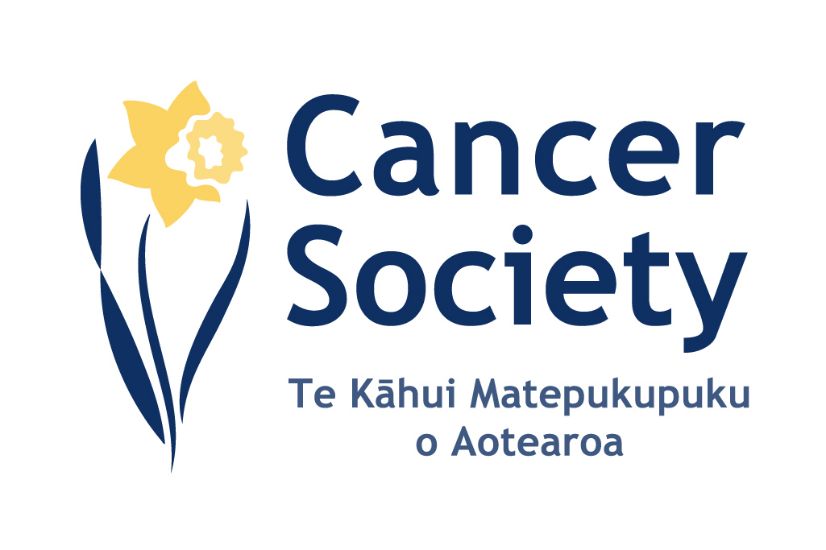 Cancer
Society
Te Kāhui Matepukupuku
o Aotearoa